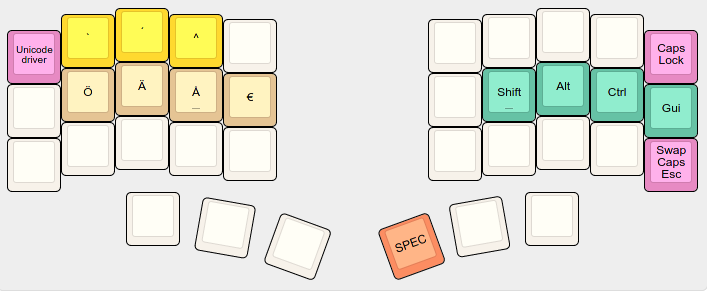 Unicode
driver
`
´
^
Caps
Lock
Ö
Ä
Å
_
€
Shift
_
Alt
Ctrl
Gui
Swap
Caps
Esc
SPEC